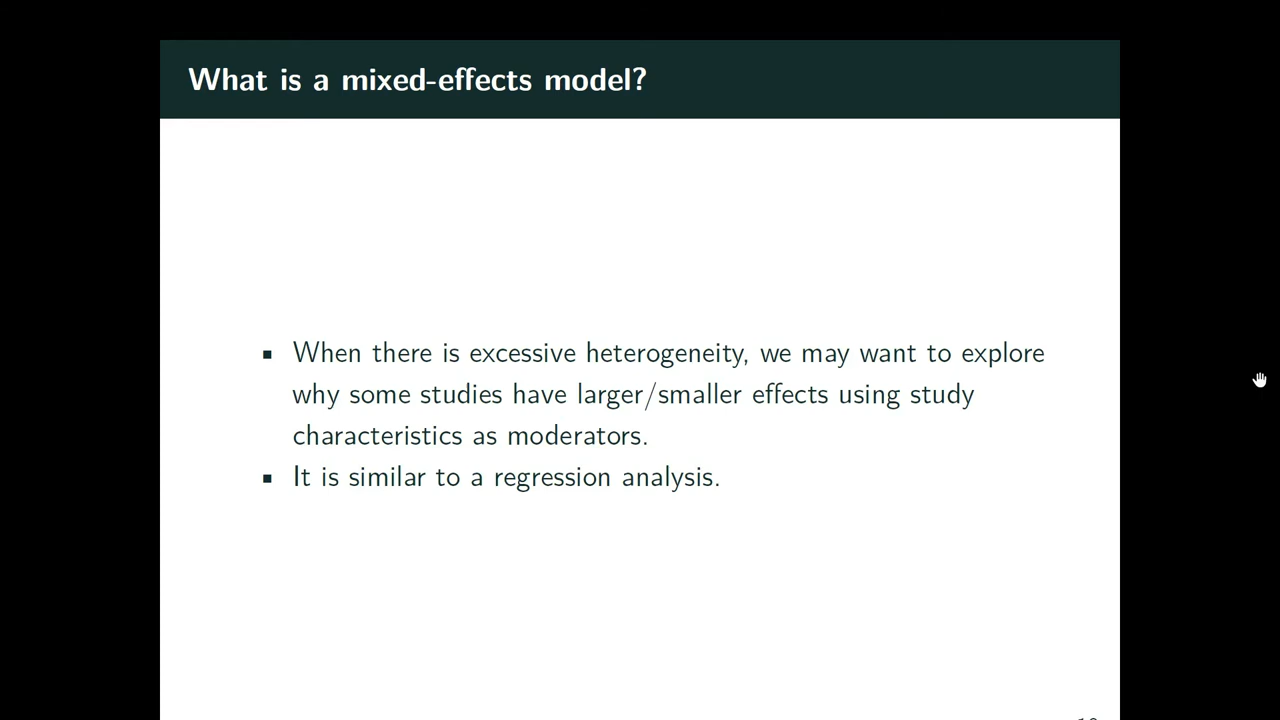 What is a mixed-effects model?
▪ When there is excessive heterogeneity, we may want to explore
why some studies have larger/smaller effects using study
characteristics as moderators.
▪ It is similar to a regression analysis.